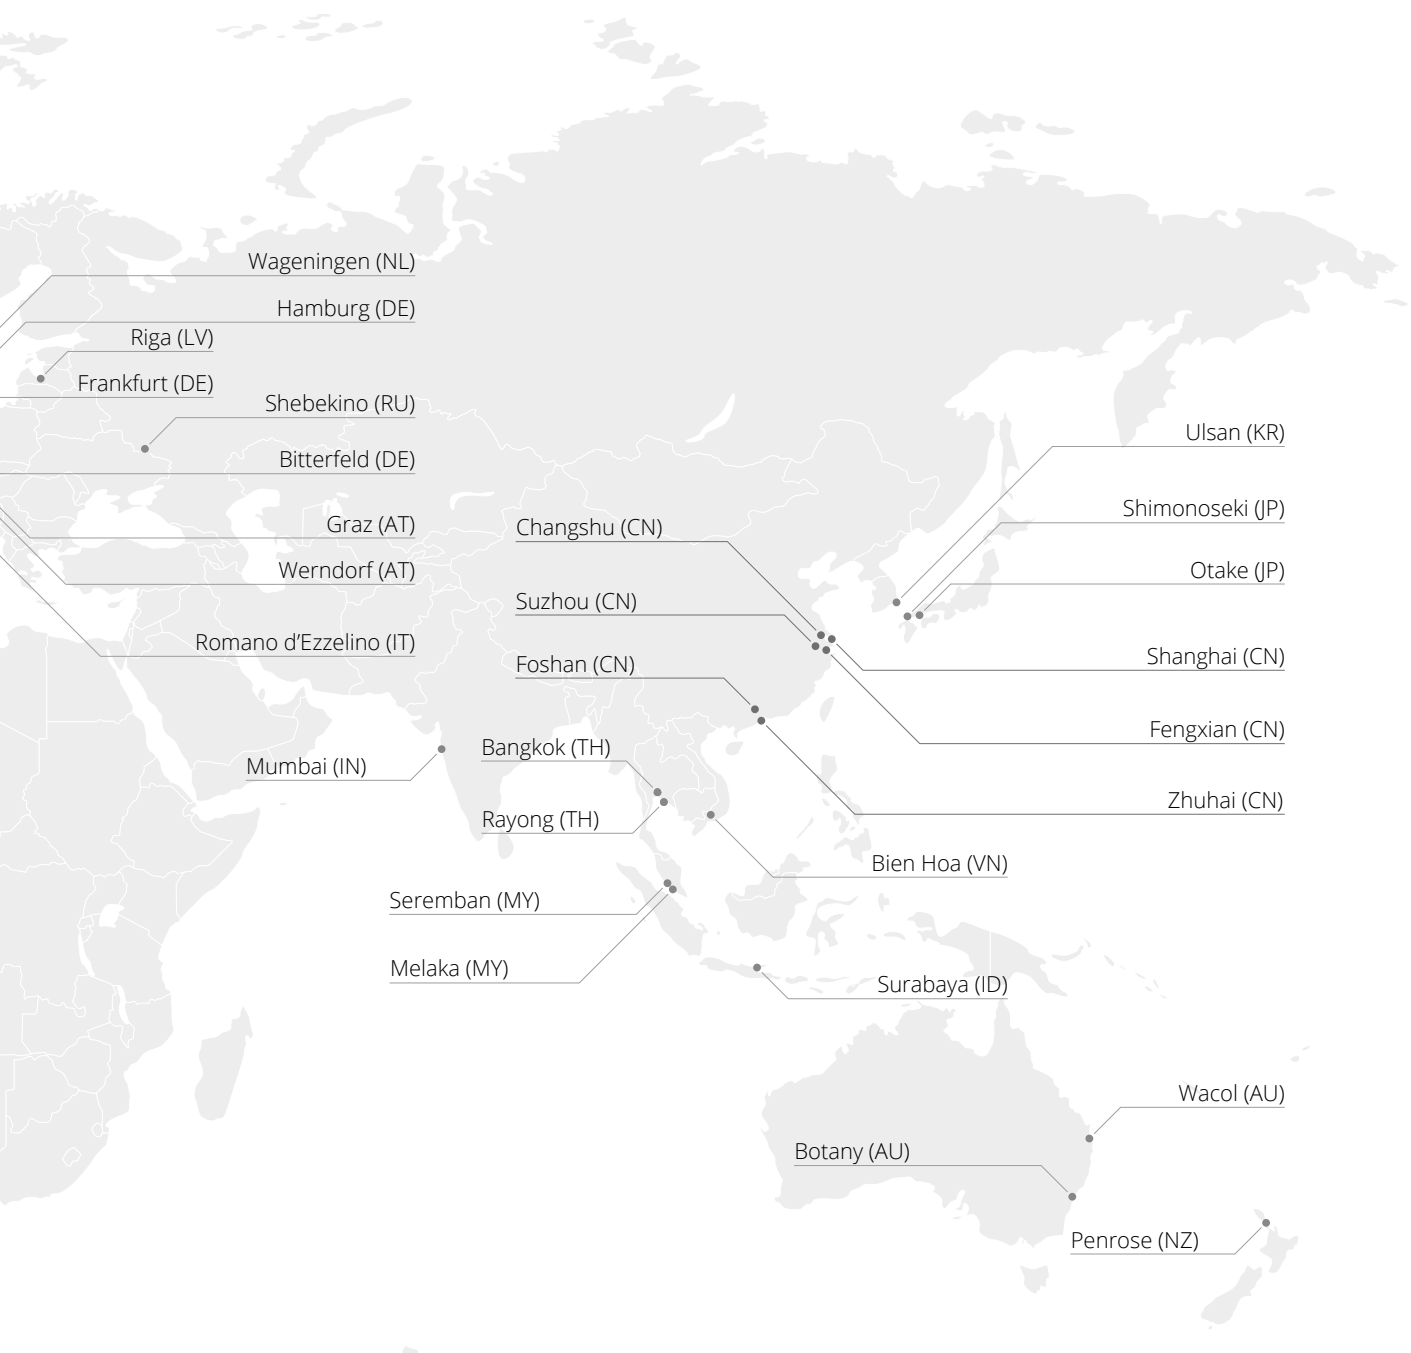 Wageningen (NL)
Hamburg (DE)
Riga (LV)
Frankfurt (DE)
Shebekino (RU)
Bitterfeld (DE)
Graz (AT)
Werndorf (AT)
Romano d’Ezzelino (IT)
Mumbai (IN)
Changshu (CN)
Suzhou (CN)
Foshan (CN)
Bangkok (TH)
Rayong (TH)
Seremban (MY)
Melaka (MY)
Ulsan (KR)
Shimonoseki (JP)
Otake (JP)
Shanghai (CN)
Fengxian (CN)
Zhuhai (CN)
Bien Hoa (VN)
Surabaya (ID)
Wacol (AU)
Botany (AU)
Penrose (NZ)